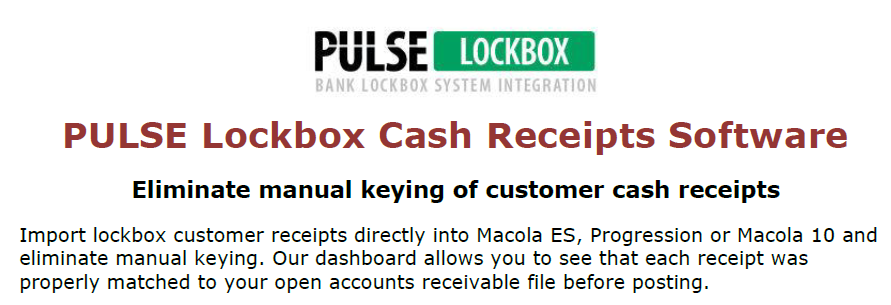 PULSE LOCKBOX
BANK LOCKBOX SYSTEM INTEGRATION
PULSE Lockbox Cash Receipts Software
Eliminate manual keying of customer cash receipts
Import lockbox customer receipts directly into Macola ES, Progression or Macola 10 and
eliminate manual keying. Our dashboard allows you to see that each receipt was
properly matched to your open accounts receivable file before posting.